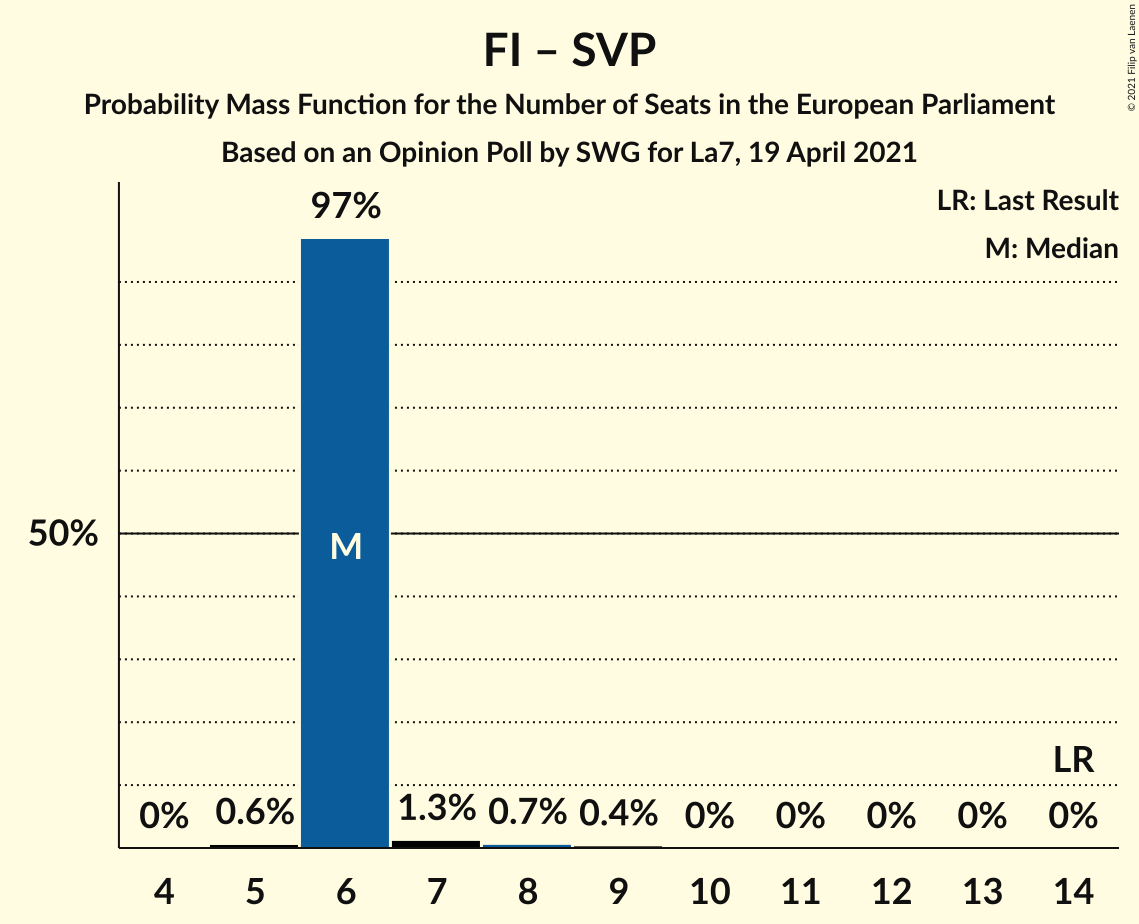 FI – SVP
Probability Mass Function for the Number of Seats in the European Parliament
Based on an Opinion Poll by SWG for La7, 19 April 2021
© 2021 Filip van Laenen
LR: Last Result
M: Median
97%
50%
M
LR
0% 0.6% 1.3% 0.7% 0.4% 0% 0% 0% 0% 0%
4 5 6 7 8 9 10 11 12 13 14